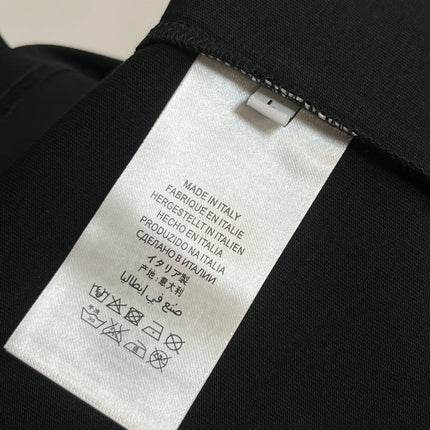 MADE IN ITALY
FABRIQUE EN ITALIE
HERGESTELLT IN ITALIEN
HECHO EN ITALIA
PRODUZIDO NA ITALIA
СДЕЛАНО В ИТАЛИИ
イタリア製
产地:意大利
صنع في إيطاليا